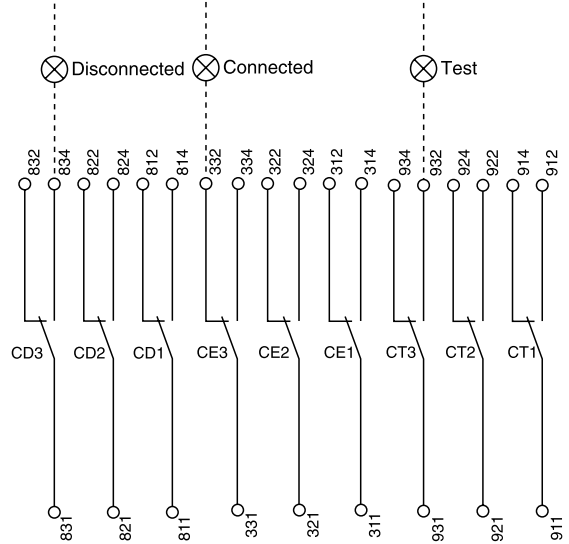 Disconnected Connected Test
832 834 822 824 812 814 332 334 322 324 312 314 934 932 924 922 914 912
CD3 CD2 CD1 CE3 CE2 CE1 CT3 CT2 CT1
831 821 811 331 321 311 931 921 911